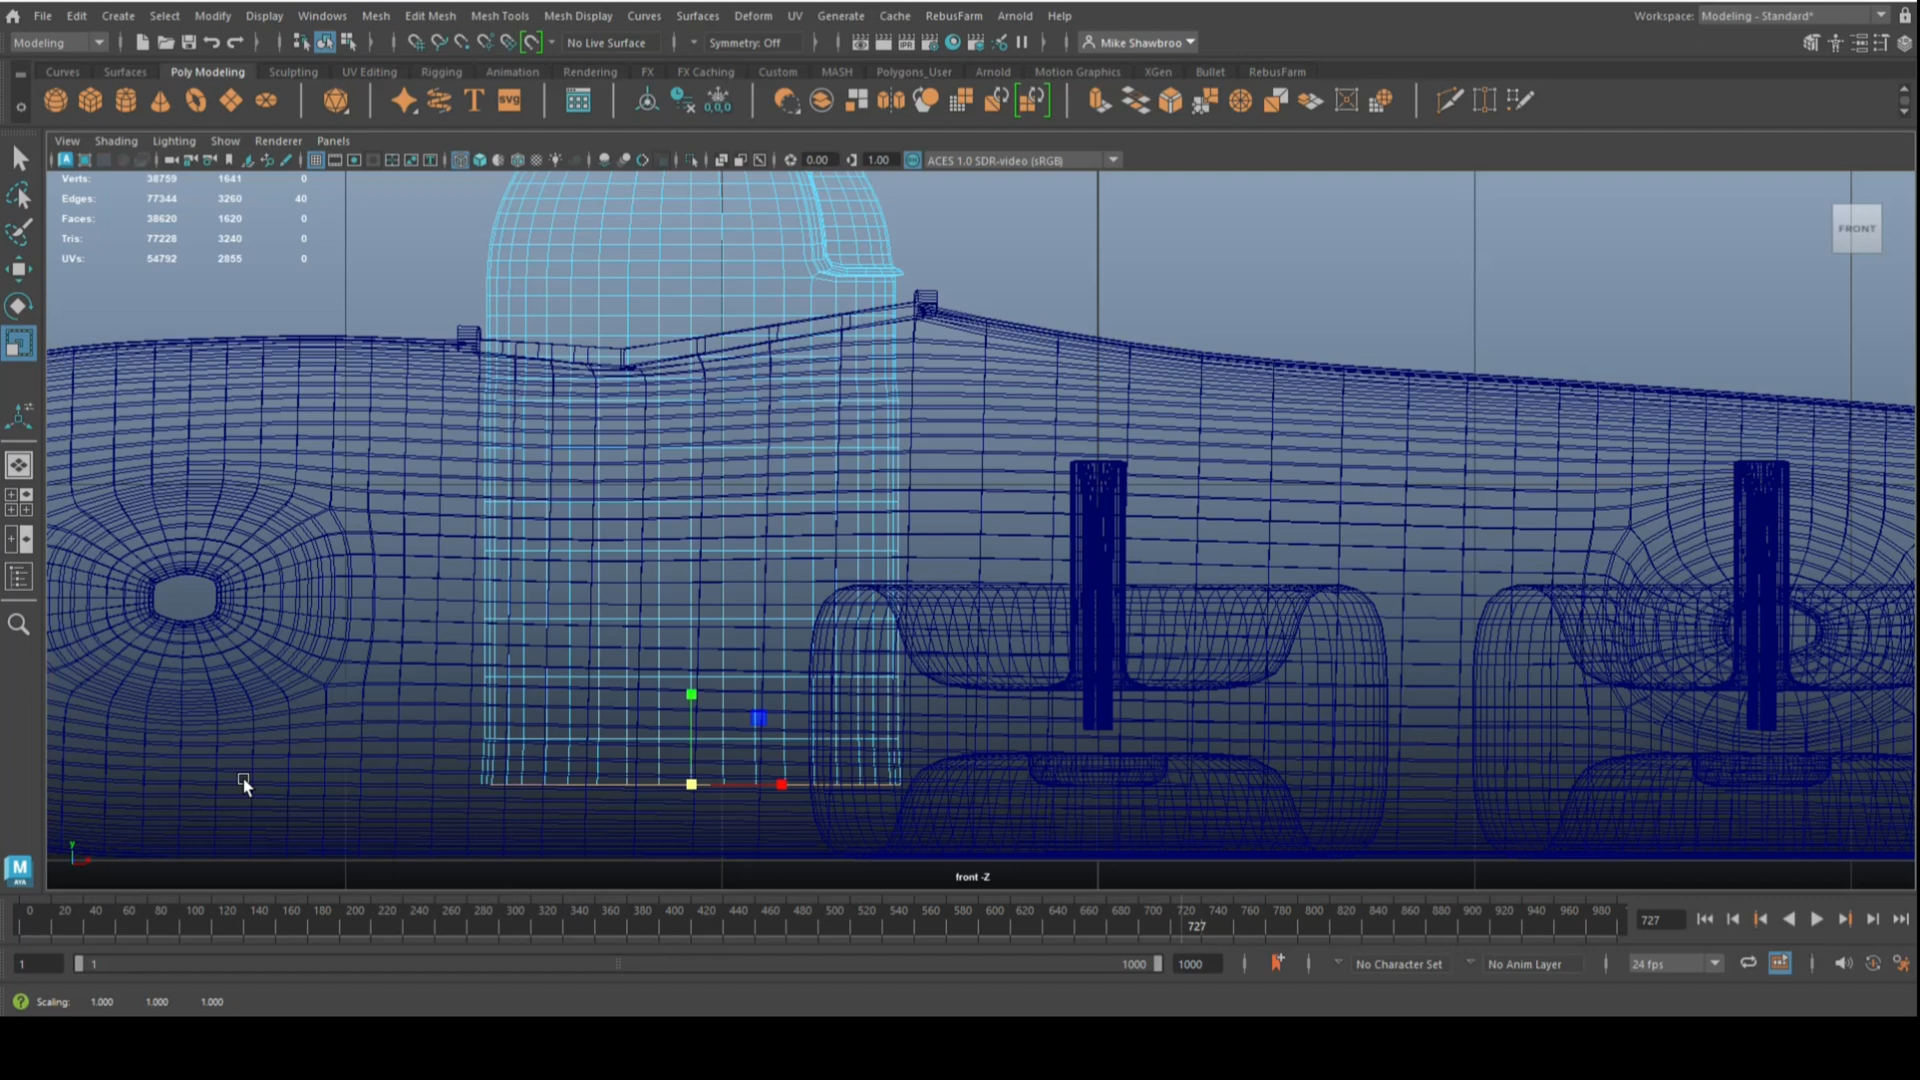 File Edit Create Select Modify Display Windows Mesh Edit Mesh Mesh Tools Mesh Display Curves Surfaces Deform UV Generate Cache RebusFarm Arnold Help Workspace: Modeling - Standard*
Modeling No Live Surface Symmetry: Off Mike Shawbroo
Curves Surfaces Poly Modeling Sculpting UV Editing Rigging Animation Rendering FX FX Caching Custom MASH Polygons_User Arnold Motion Graphics XGen Bullet RebusFarm
T SVG 0,0,0
View Shading Lighting Show Renderer Panels
0.00 1.00 ACES 1.0 SDR-video (sRGB)
Verts: 38759 1641 0
Edges: 77344 3260 40
Faces: 38620 1620 0
Tris: 77228 3240 0
UVs: 54792 2855 0
FRONT
y
M
AYA
front -Z
0 20 40 60 80 100 120 140 160 180 200 220 240 260 280 300 320 340 360 380 400 420 440 460 480 500 520 540 560 580 600 620 640 660 680 700 720 740 760 780 800 820 840 860 880 900 920 940 960 980
727 727
1 1 1000 1000 No Character Set No Anim Layer 24 fps
Scaling: 1.000 1.000 1.000